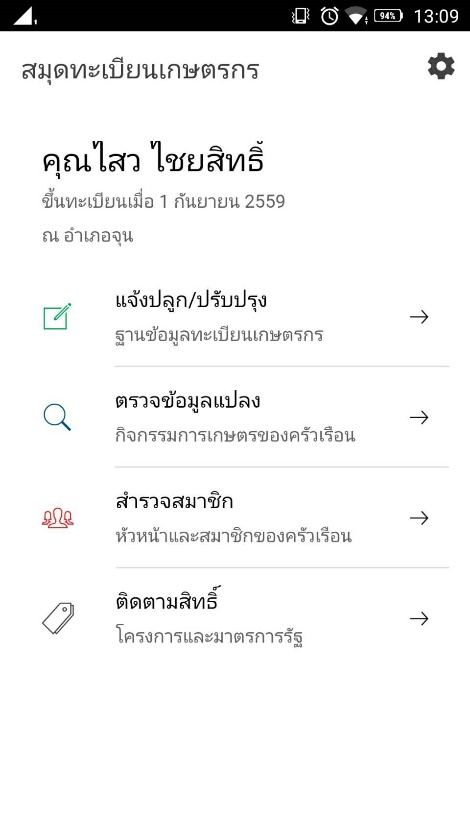 94%
13:09
สมุดทะเบียนเกษตรกร
คุณไสว ไชยสิทธิ์
ขึ้นทะเบียนเมื่อ 1 กันยายน 2559
ณ อำเภอจุน
แจ้งปลูก/ปรับปรุง
ฐานข้อมูลทะเบียนเกษตรกร
ตรวจข้อมูลแปลง
กิจกรรมการเกษตรของครัวเรือน
สำรวจสมาชิก
หัวหน้าและสมาชิกของครัวเรือน
ติดตามสิทธิ์
โครงการและมาตรการรัฐ